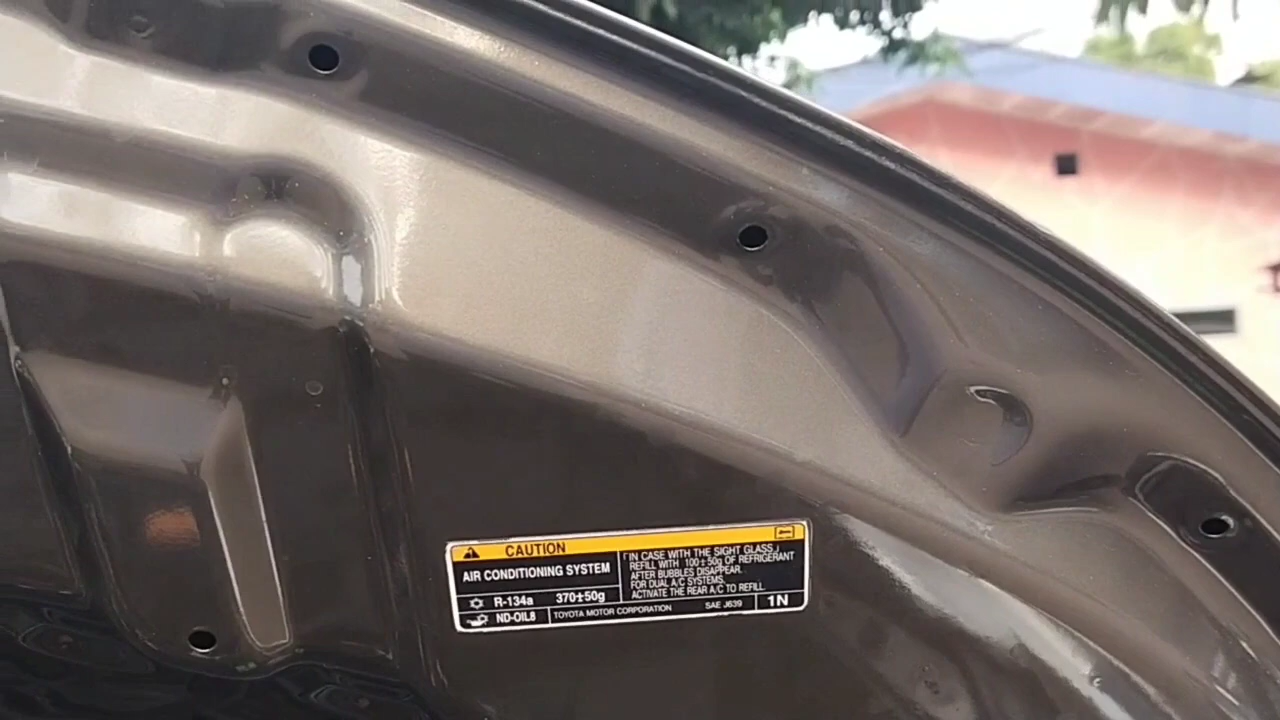 CAUTION
AIR CONDITIONING SYSTEM
R-134a 370±50g
ND-OIL8
「IN CASE WITH THE SIGHT GLASS」
REFILL WITH 100±50g OF REFRIGERANT
AFTER BUBBLES DISAPPEAR.
FOR DUAL A/C SYSTEMS.
ACTIVATE THE REAR A/C TO REFILL
TOYOTA MOTOR CORPORATION SAE J639 1N